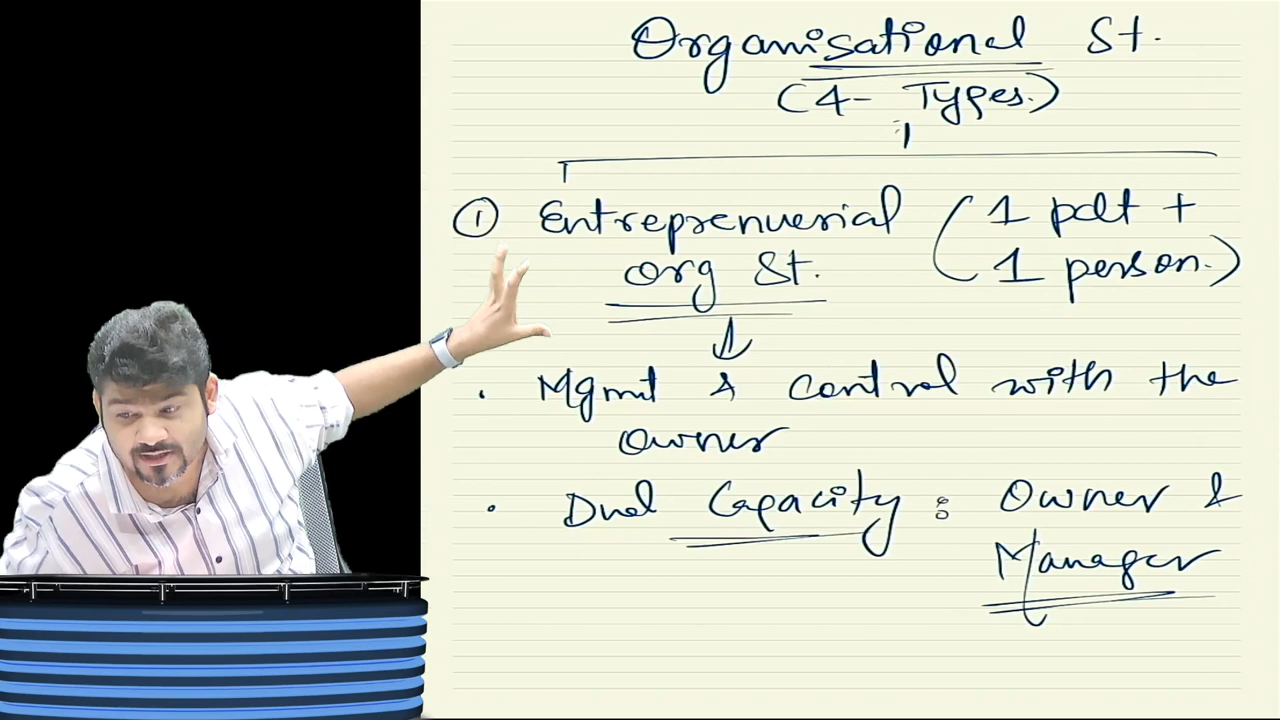 Organisational St.
(4- Types.)
① Entreprenuerial (1 pdt +
org St. 1 person.)
• Mgmt & control with the
Owner
• Dual Capacity : Owner &
Manager